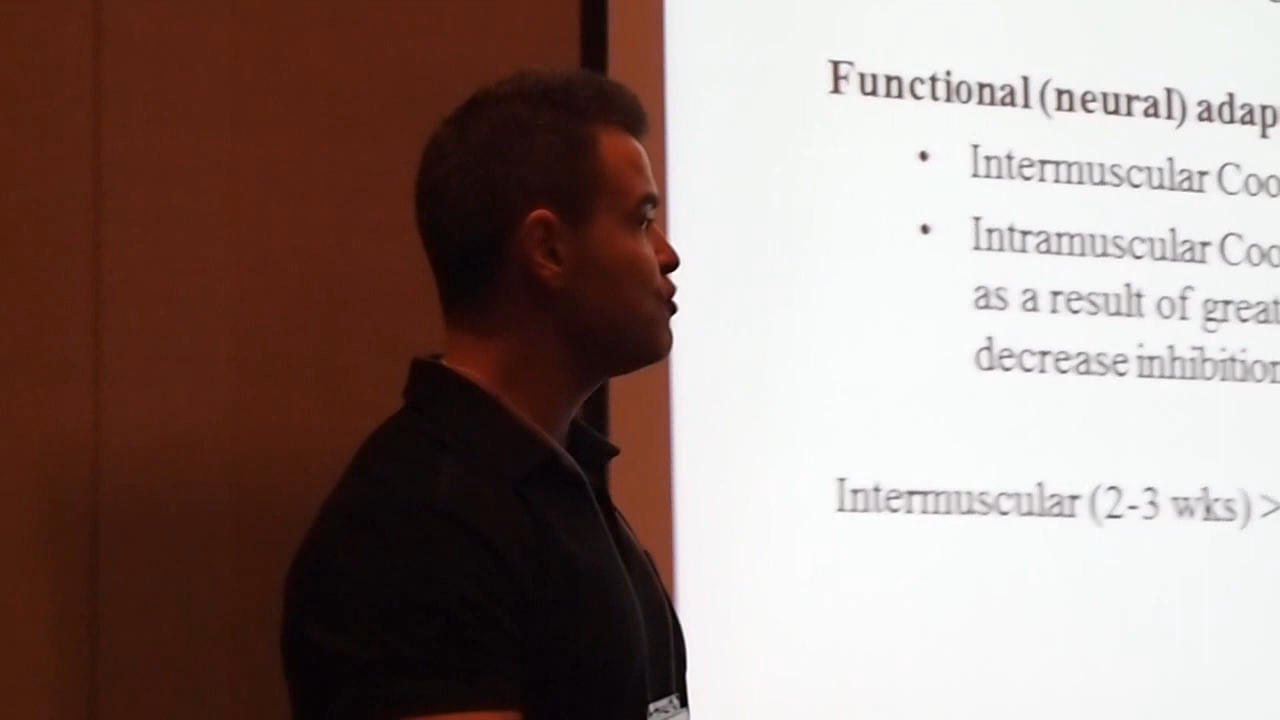 Functional (neural) adap
• Intermuscular Coo
• Intramuscular Coo
as a result of great
decrease inhibition
Intermuscular (2-3 wks) >